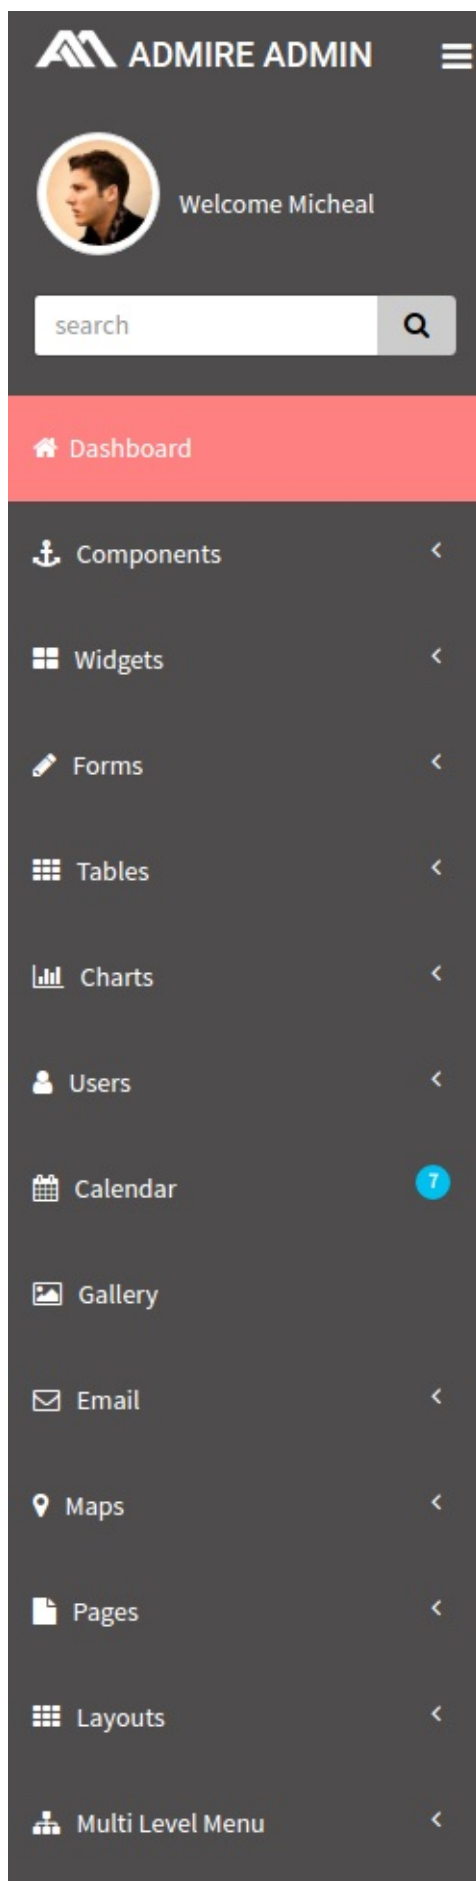 ADMIRE ADMIN
Welcome Micheal
search
Dashboard
Components
Widgets
Forms
Tables
Charts
Users
Calendar 7
Gallery
Email
Maps
Pages
Layouts
Multi Level Menu